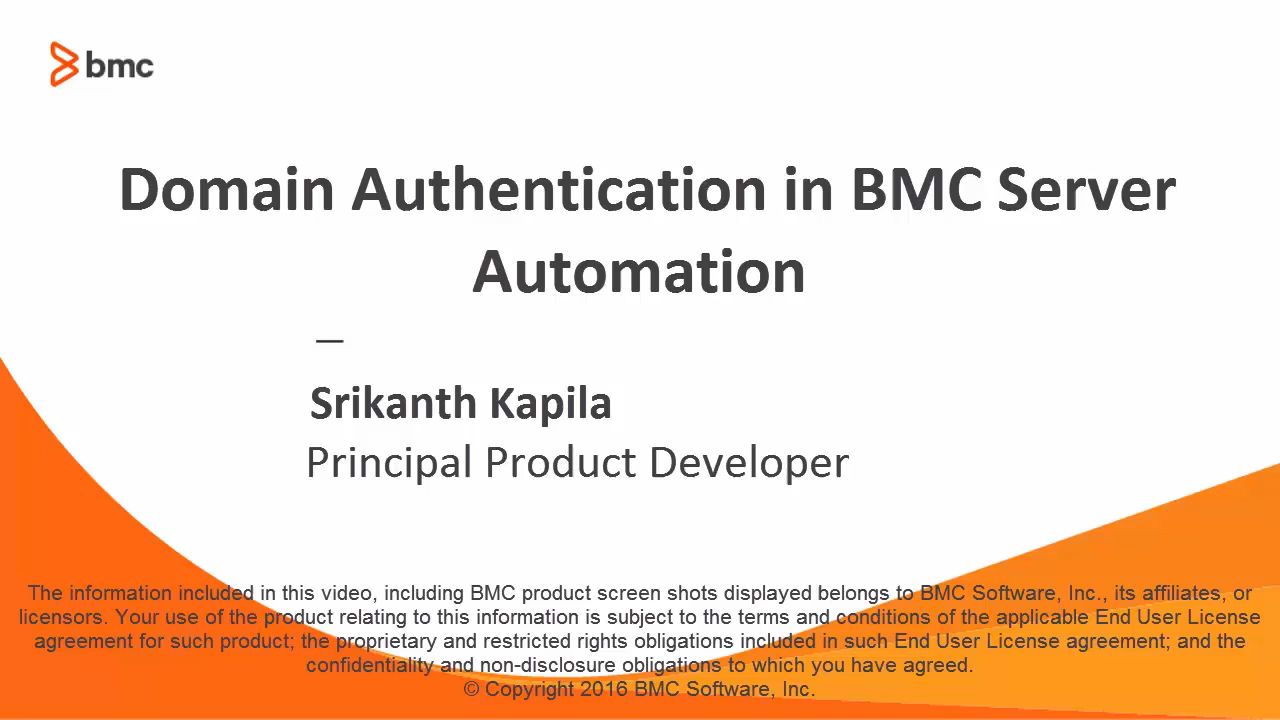 bmc
Domain Authentication in BMC Server
Automation
Srikanth Kapila
Principal Product Developer
The information included in this video, including BMC product screen shots displayed belongs to BMC Software, Inc., its affiliates, or
licensors. Your use of the product relating to this information is subject to the terms and conditions of the applicable End User License
agreement for such product; the proprietary and restricted rights obligations included in such End User License agreement; and the
confidentiality and non-disclosure obligations to which you have agreed.
© Copyright 2016 BMC Software, Inc.